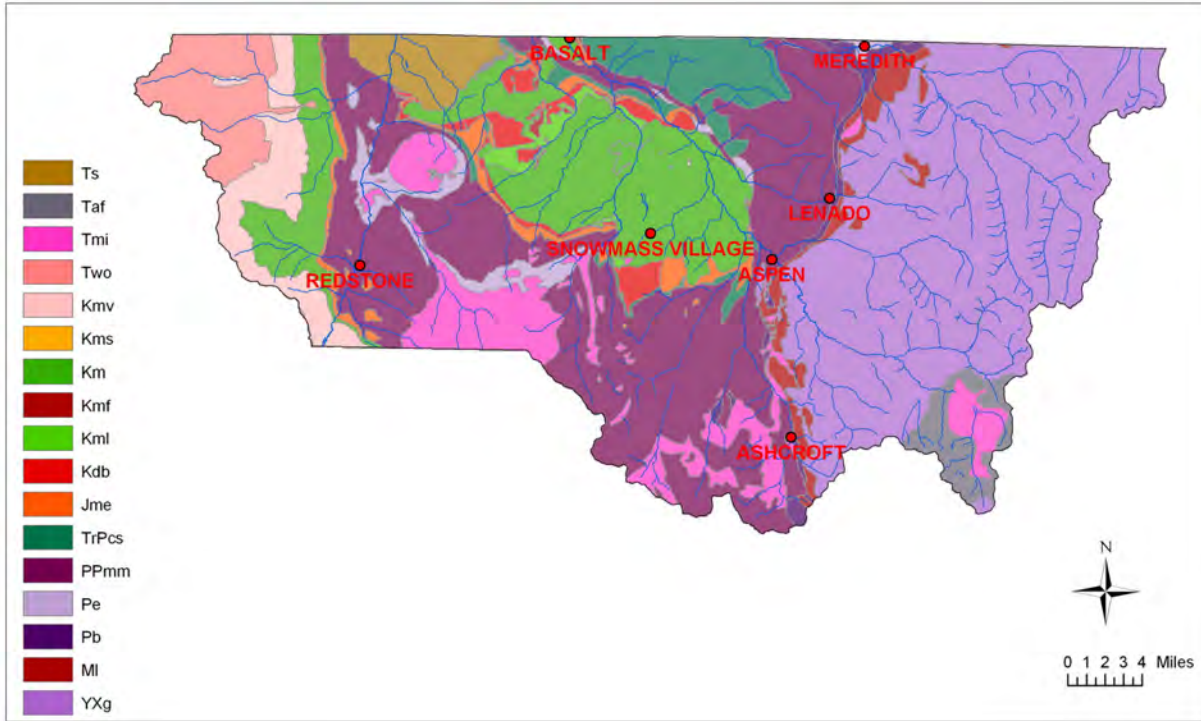 BASALT
MEREDITH
LENADO
SNOWMASS VILLAGE
ASPEN
REDSTONE
ASHCROFT
Ts
Taf
Tmi
Two
Kmv
Kms
Km
Kmf
Kml
Kdb
Jme
TrPcs
PPmm
Pe
Pb
Ml
YXg
N
0 1 2 3 4 Miles